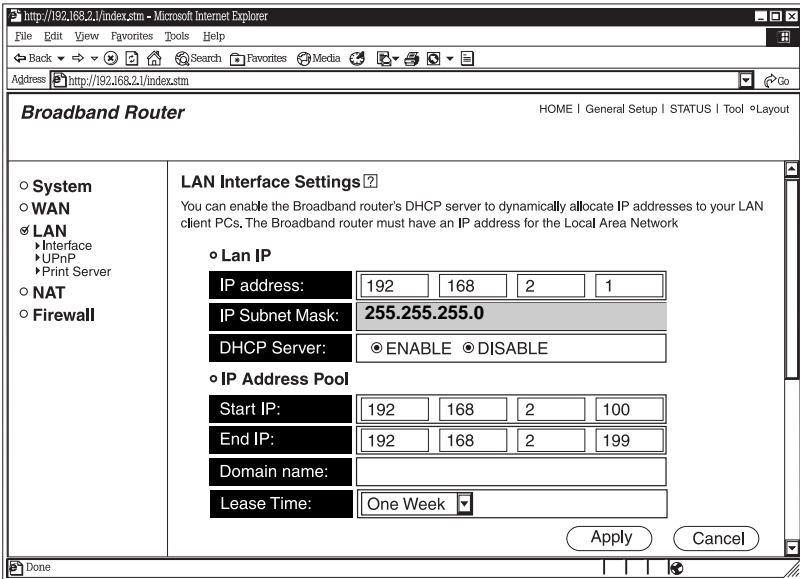 http://192.168.2.1/index.stm - Microsoft Internet Explorer
File Edit View Favorites Tools Help
Back Search Favorites Media
Address http://192.168.2.1/index.stm Go
Broadband Router
HOME | General Setup | STATUS | Tool Layout
System
WAN
LAN
Interface
UPnP
Print Server
NAT
Firewall
LAN Interface Settings ?
You can enable the Broadband router's DHCP server to dynamically allocate IP addresses to your LAN
client PCs. The Broadband router must have an IP address for the Local Area Network
Lan IP
IP address: 192 168 2 1
IP Subnet Mask: 255.255.255.0
DHCP Server: ENABLE DISABLE
IP Address Pool
Start IP: 192 168 2 100
End IP: 192 168 2 199
Domain name:
Lease Time: One Week
Apply Cancel
Done